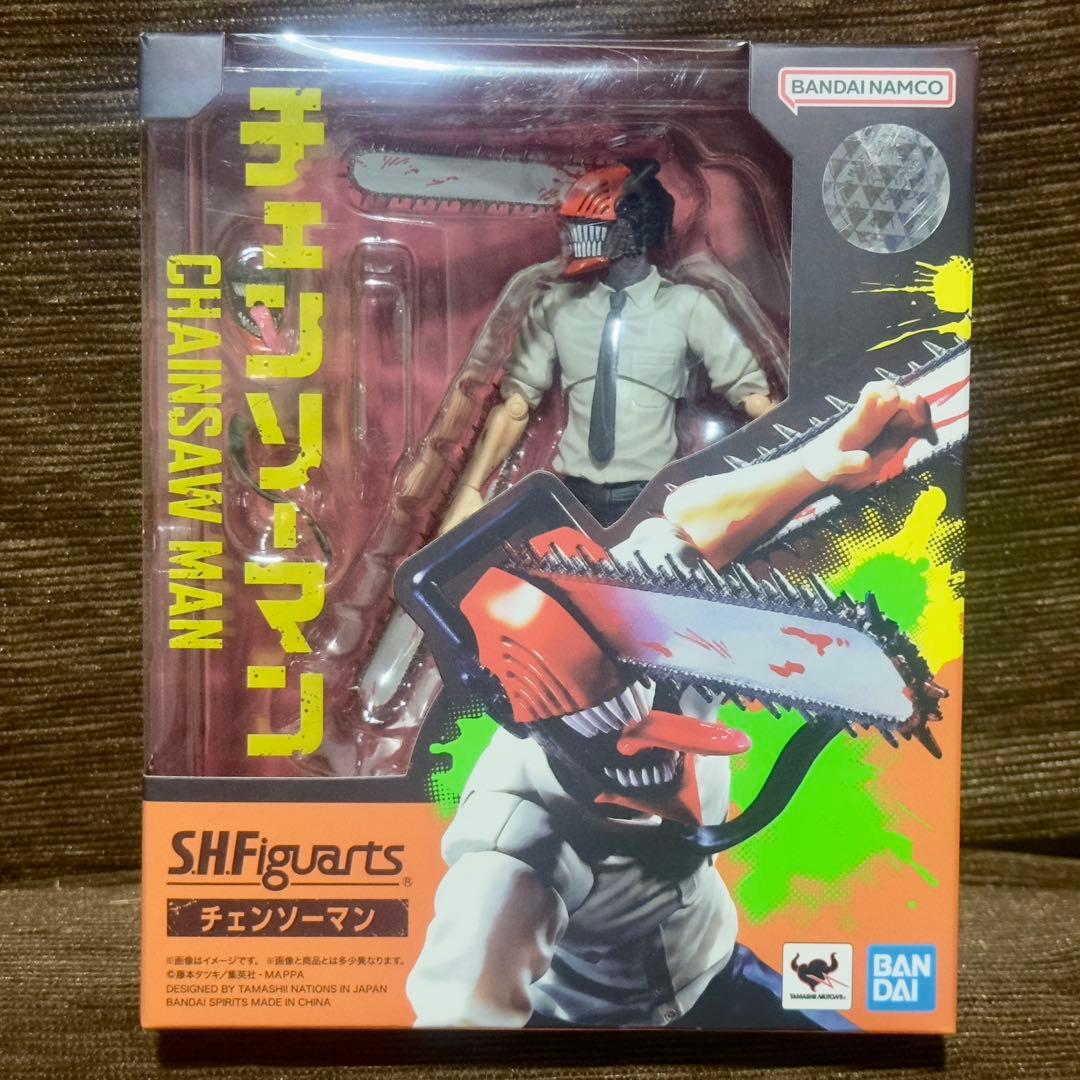 BANDAI NAMCO
チェンソーマン
CHAINSAW MAN
S.H.Figuarts®
チェンソーマン
※画像はイメージです。※画像と商品とは多少異なります。
©藤本タツキ／集英社・MAPPA
DESIGNED BY TAMASHII NATIONS IN JAPAN
BANDAI SPIRITS MADE IN CHINA
TAMASHII NATIONS
BAN
DAI